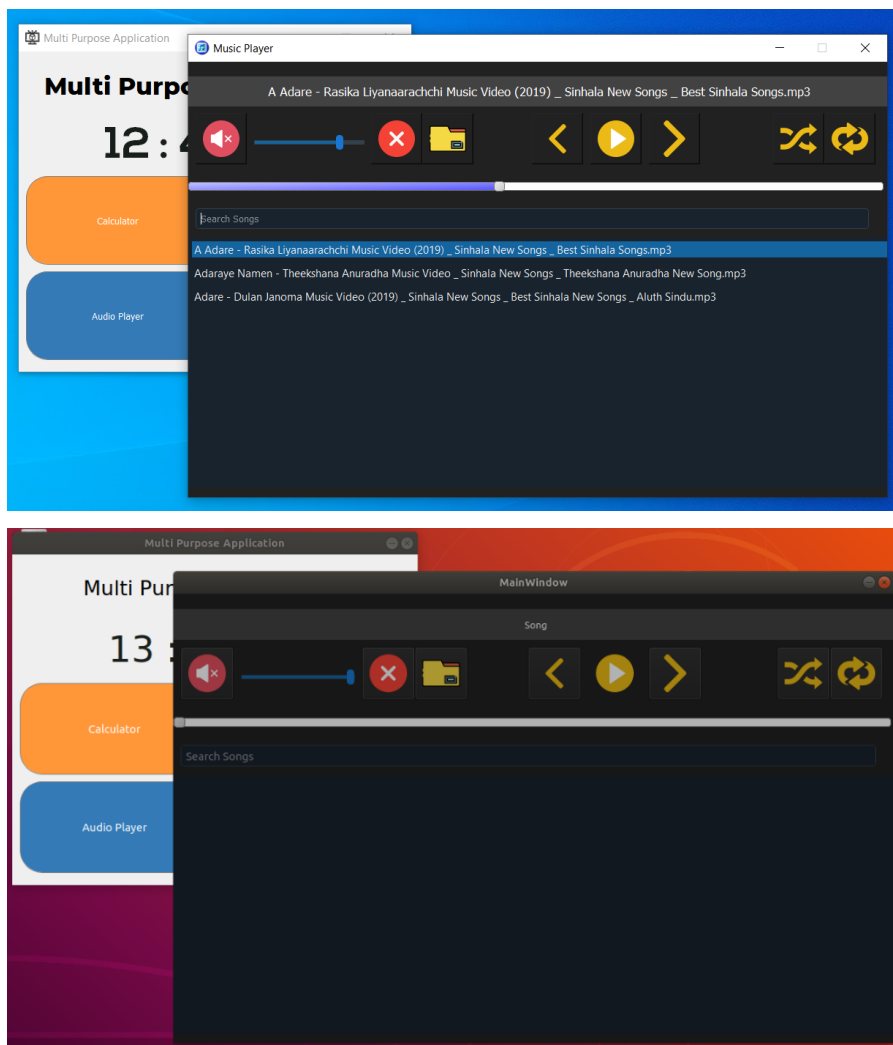 Multi Purpose Application
Music Player
Multi Purpo
A Adare - Rasika Liyanaarachchi Music Video (2019) _ Sinhala New Songs _ Best Sinhala Songs.mp3
12 :
Calculator
Search Songs
A Adare - Rasika Liyanaarachchi Music Video (2019) _ Sinhala New Songs _ Best Sinhala Songs.mp3
Adaraye Namen - Theekshana Anuradha Music Video _ Sinhala New Songs _ Theekshana Anuradha New Song.mp3
Adare - Dulan Janoma Music Video (2019) _ Sinhala New Songs _ Best Sinhala New Songs _ Aluth Sindu.mp3
Audio Player
Multi Purpose Application
MainWindow
Multi Pur
Song
13 :
Calculator
Search Songs
Audio Player